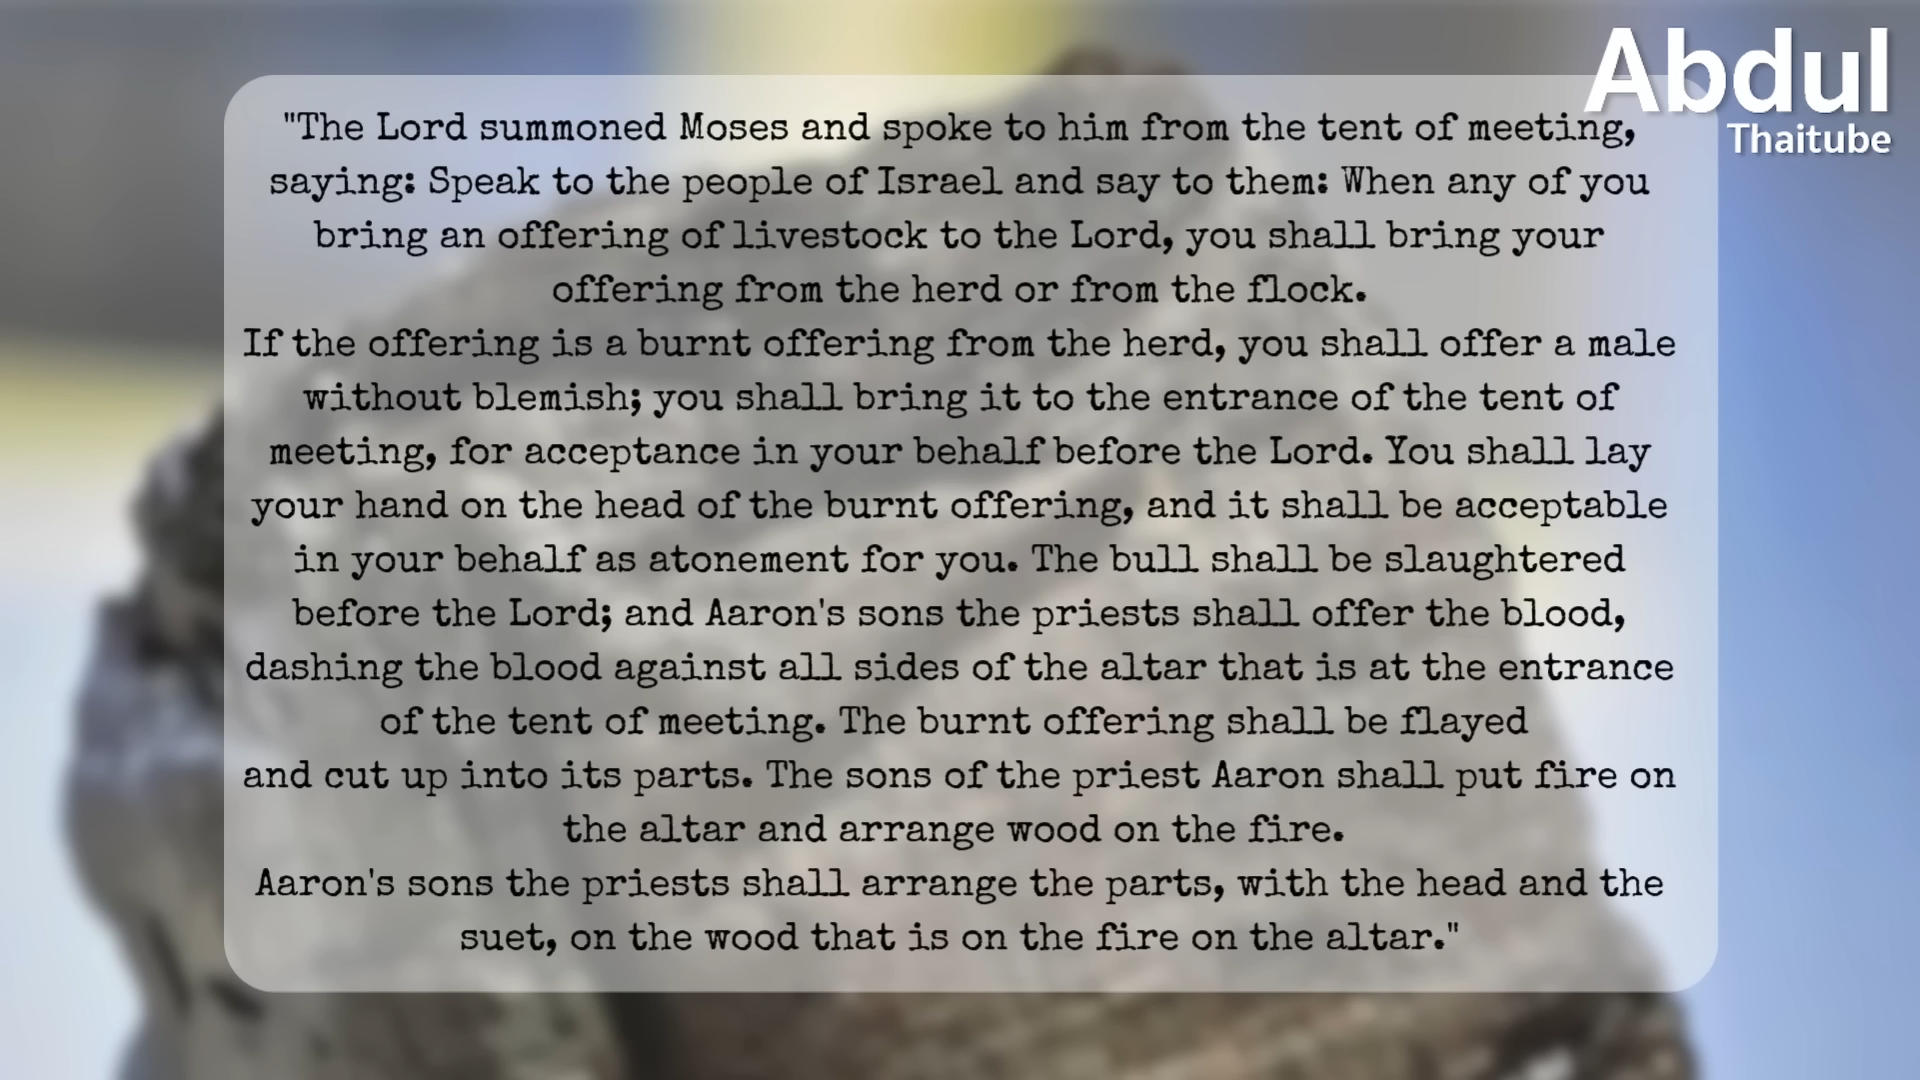 Abdul
Thaitube
"The Lord summoned Moses and spoke to him from the tent of meeting,
saying: Speak to the people of Israel and say to them: When any of you
bring an offering of livestock to the Lord, you shall bring your
offering from the herd or from the flock.
If the offering is a burnt offering from the herd, you shall offer a male
without blemish; you shall bring it to the entrance of the tent of
meeting, for acceptance in your behalf before the Lord. You shall lay
your hand on the head of the burnt offering, and it shall be acceptable
in your behalf as atonement for you. The bull shall be slaughtered
before the Lord; and Aaron's sons the priests shall offer the blood,
dashing the blood against all sides of the altar that is at the entrance
of the tent of meeting. The burnt offering shall be flayed
and cut up into its parts. The sons of the priest Aaron shall put fire on
the altar and arrange wood on the fire.
Aaron's sons the priests shall arrange the parts, with the head and the
suet, on the wood that is on the fire on the altar."